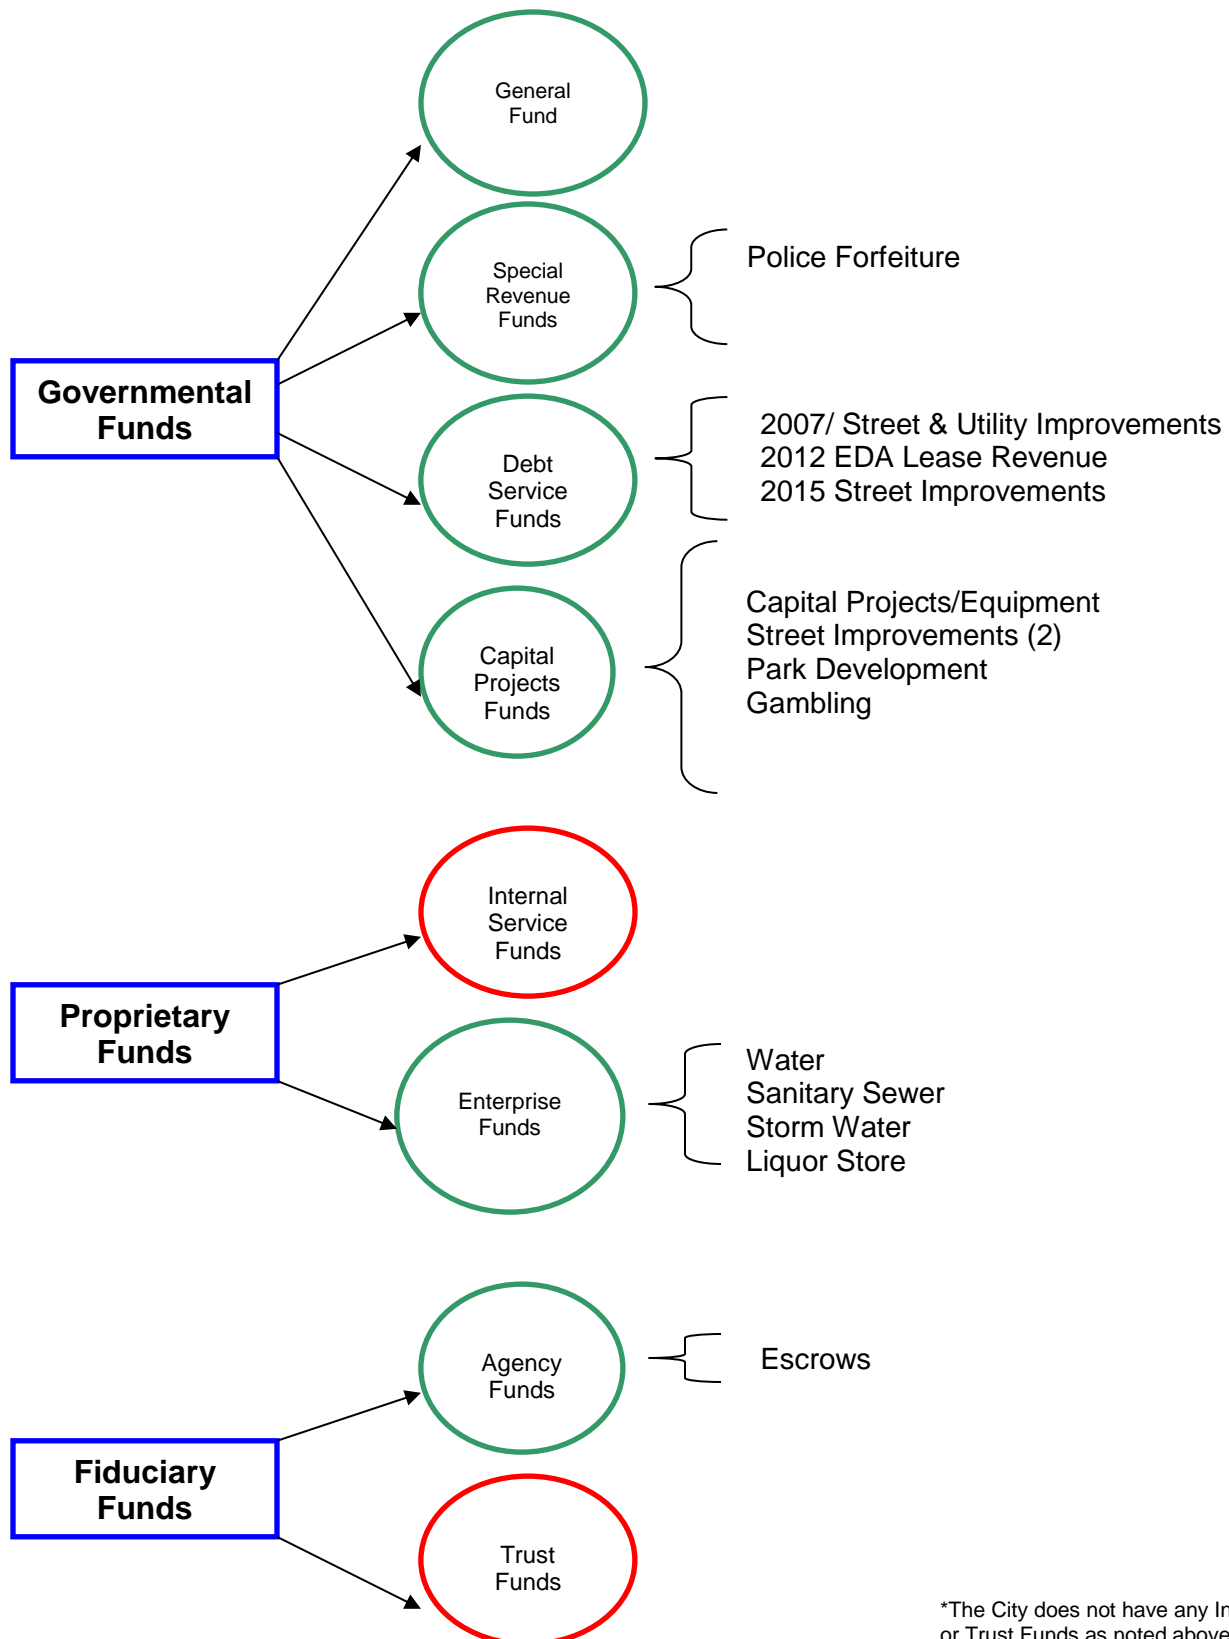 General
Fund
Special
Revenue
Funds
Police Forfeiture
Governmental
Funds
Debt
Service
Funds
2007/ Street & Utility Improvements
2012 EDA Lease Revenue
2015 Street Improvements
Capital
Projects
Funds
Capital Projects/Equipment
Street Improvements (2)
Park Development
Gambling
Internal
Service
Funds
Proprietary
Funds
Enterprise
Funds
Water
Sanitary Sewer
Storm Water
Liquor Store
Agency
Funds
Escrows
Fiduciary
Funds
Trust
Funds
*The City does not have any
or Trust Funds as noted above